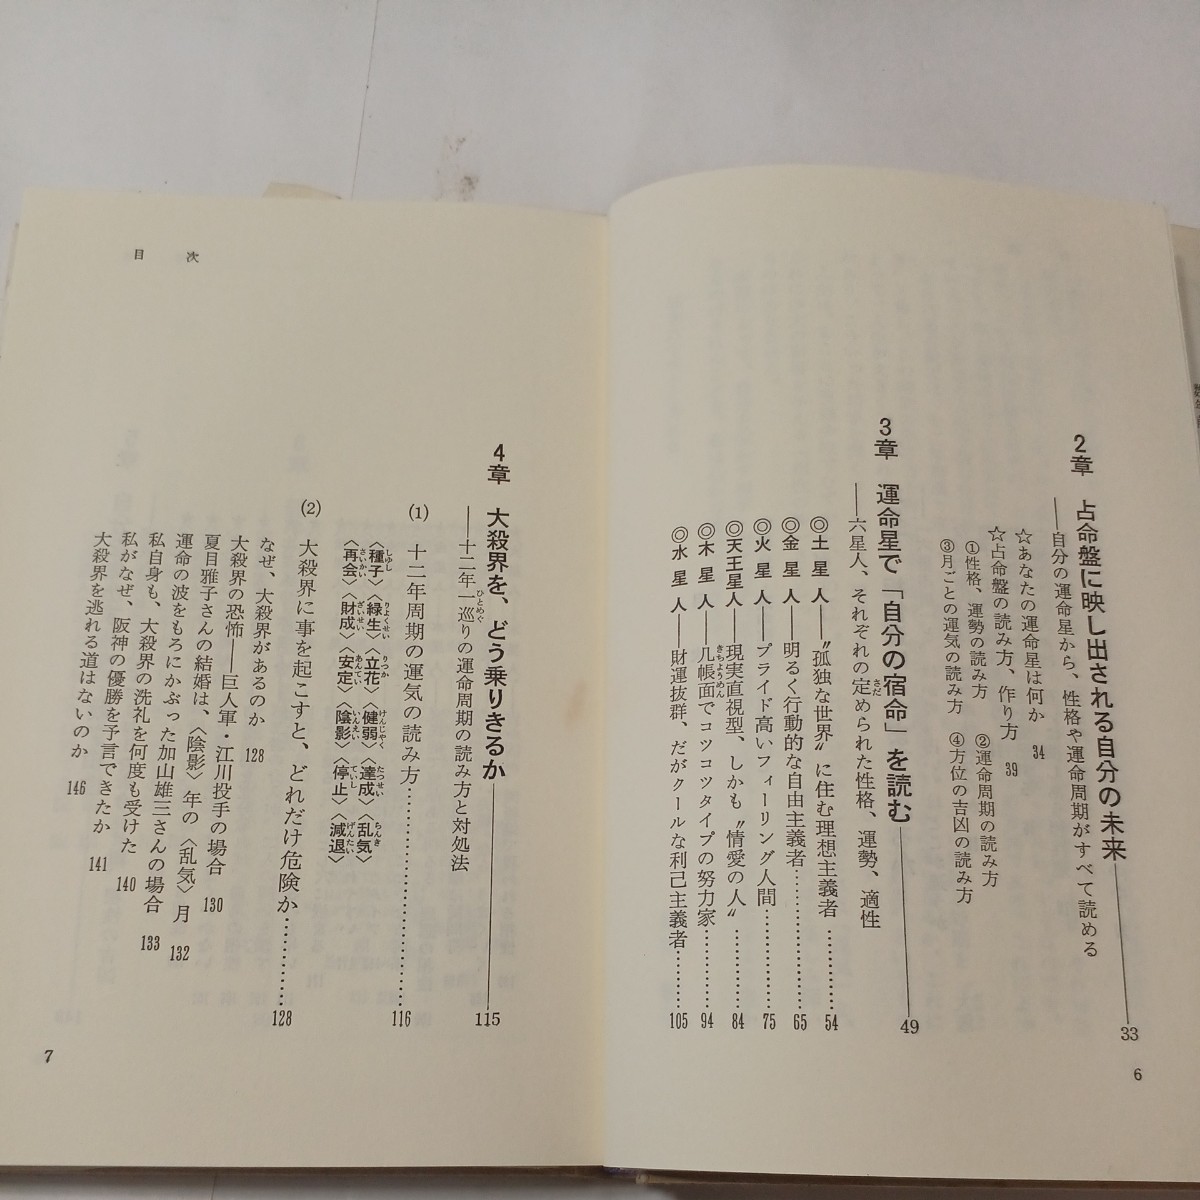 2章 占命盤に映し出される自分の未来 33
――自分の運命星から、性格や運命周期がすべて読める
☆あなたの運命星は何か 34
☆占命盤の読み方、作り方 39
①性格、運勢の読み方 ②運命周期の読み方
③月ごとの運気の読み方 ④方位の吉凶の読み方
3章 運命星で「自分の宿命」を読む 49
――六星人、それぞれの定められた性格、運勢、適性
◎土星人――〝孤独な世界〟に住む理想主義者 54
◎金星人――明るく行動的な自由主義者 65
◎火星人――プライド高いフィーリング人間 75
◎天王星人――現実直視型、しかも〝情愛の人〟 84
◎木星人――几帳面でコツコツタイプの努力家 94
◎水星人――財運抜群、だがクールな利己主義者 105
6
目次
4章 大殺界を、どう乗りきるか 115
――十二年一巡りの運命周期の読み方と対処法
(1) 十二年周期の運気の読み方 116
〈種子〉〈緑生〉〈立花〉〈健弱〉〈達成〉〈乱気〉
〈再会〉〈財成〉〈安定〉〈陰影〉〈停止〉〈減退〉
(2) 大殺界に事を起こすと、どれだけ危険か 128
なぜ、大殺界があるのか 128
大殺界の恐怖――巨人軍・江川投手の場合 130
夏目雅子さんの結婚は、〈陰影〉年の〈乱気〉月 132
運命の波をもろにかぶった加山雄三さんの場合 133
私自身も、大殺界の洗礼を何度も受けた 140
私がなぜ、阪神の優勝を予言できたか 141
大殺界を逃れる道はないのか 146
7